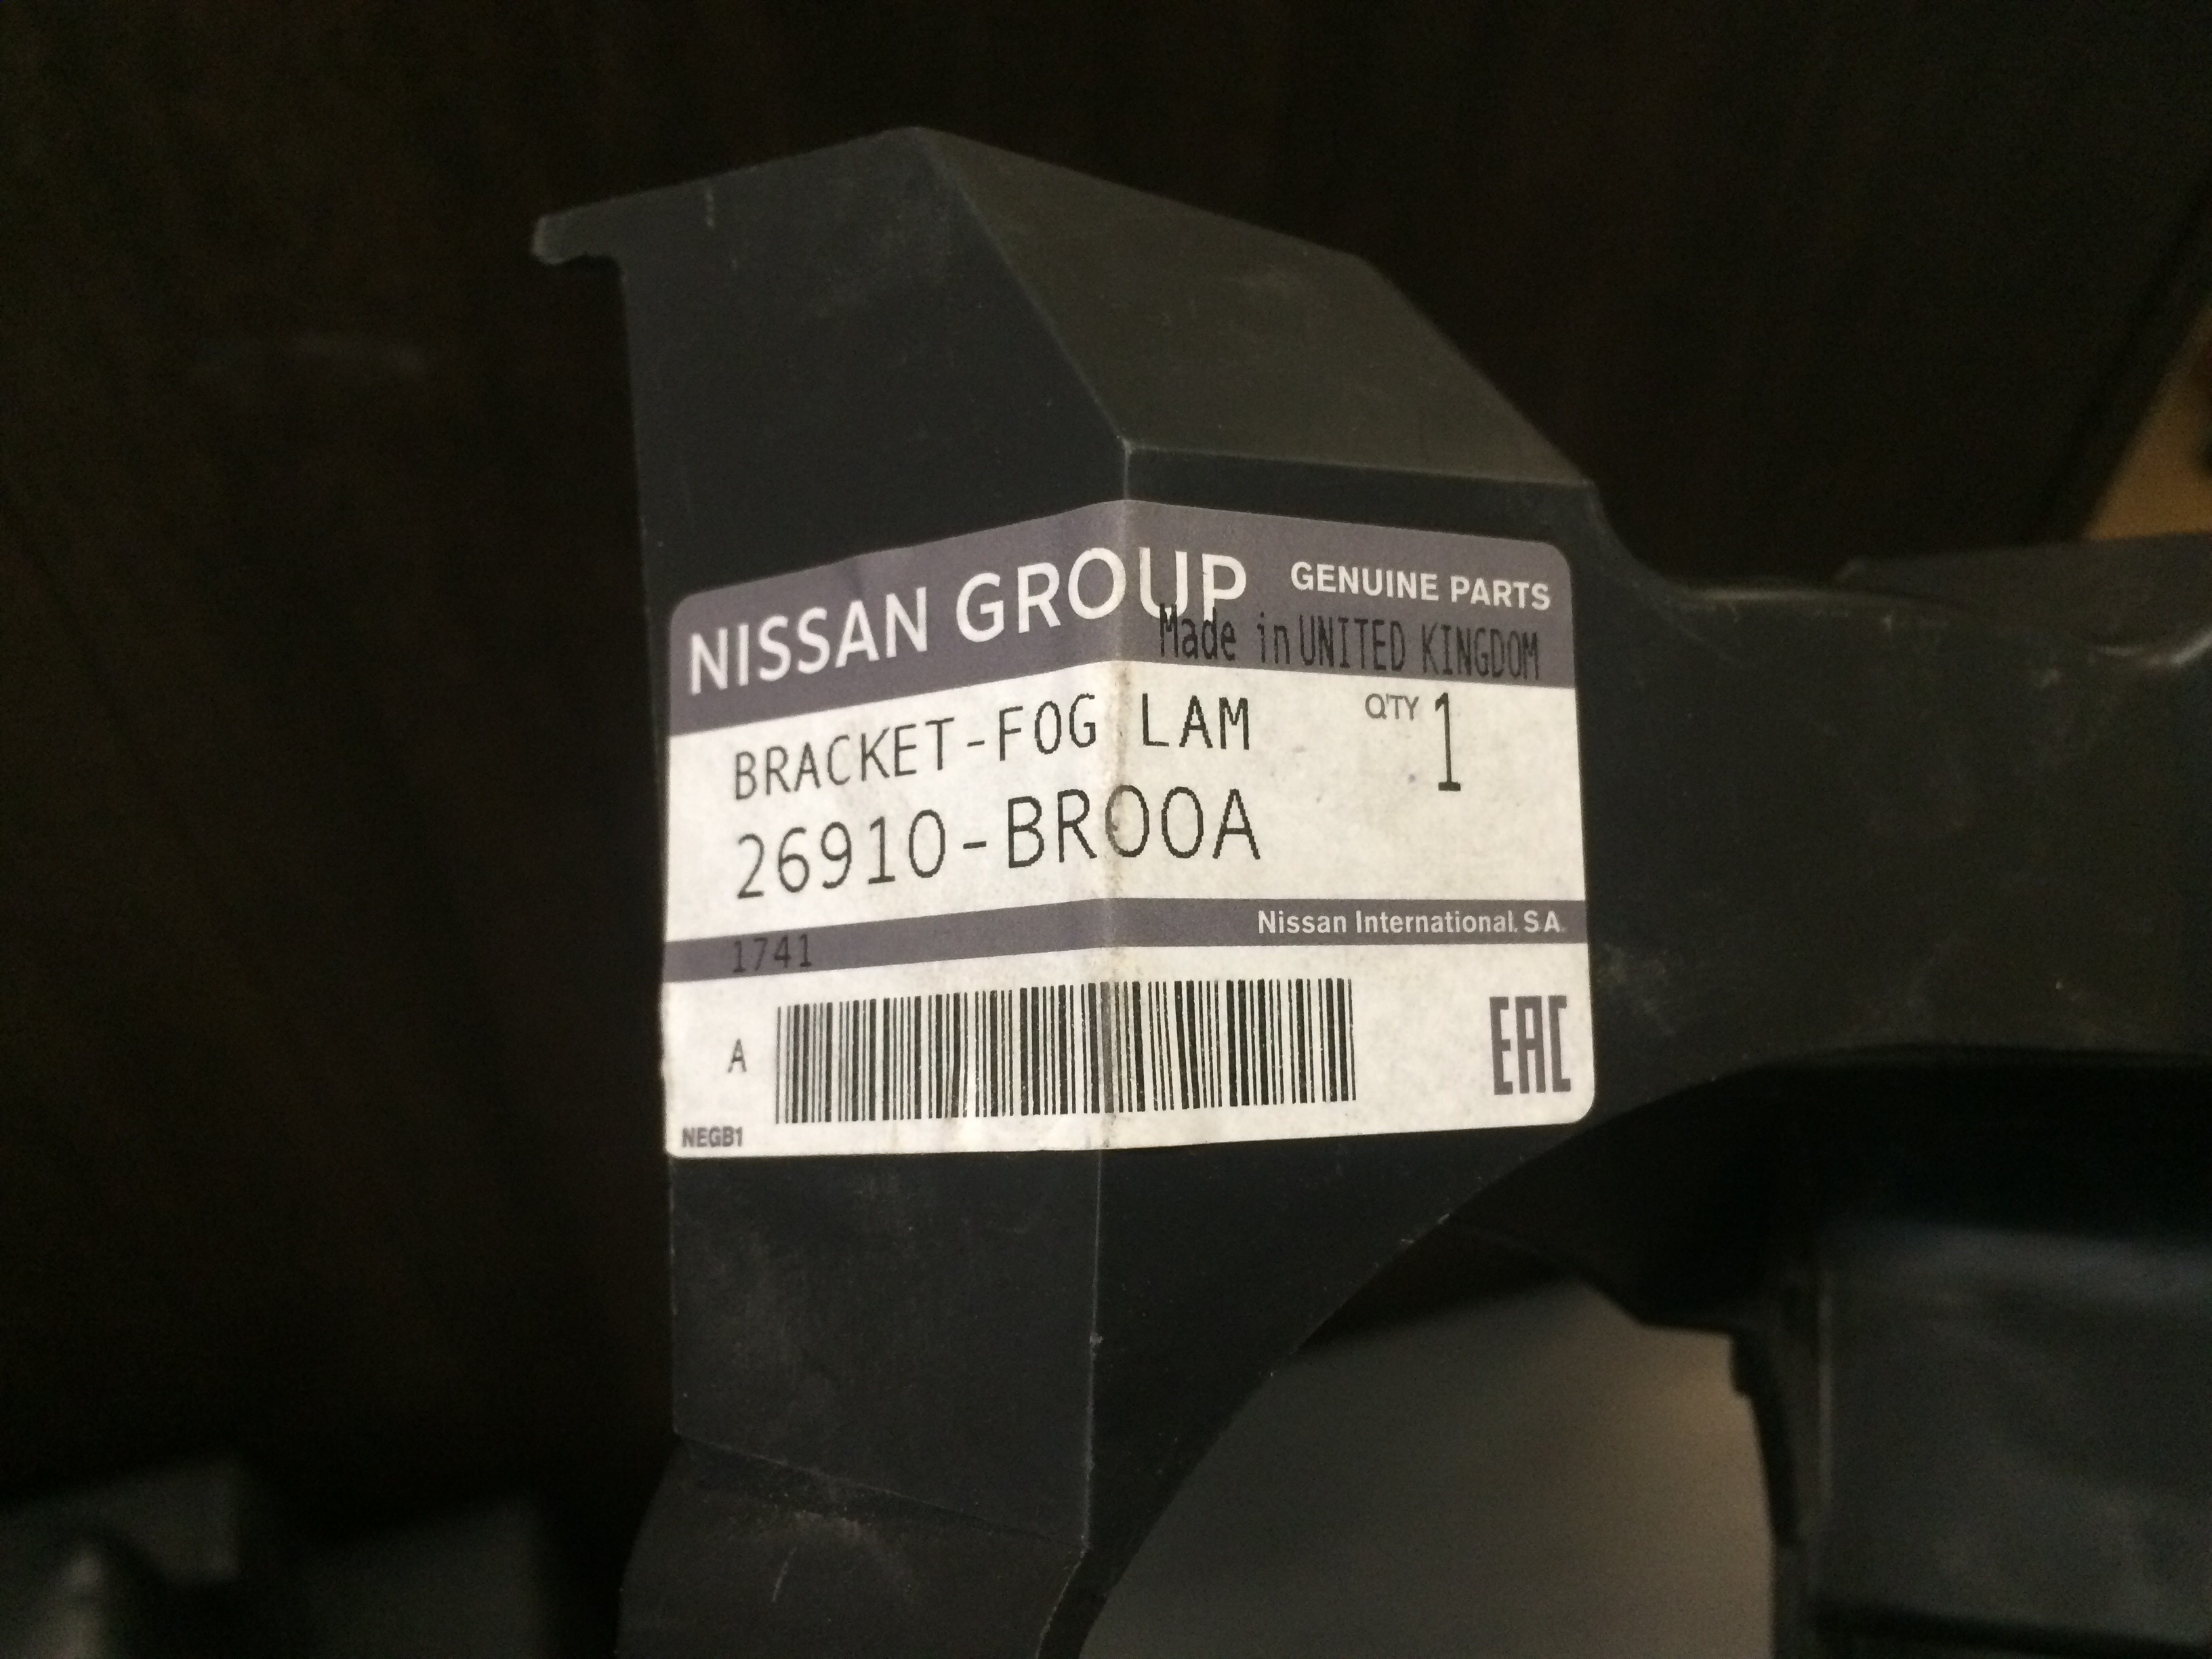 NISSAN GROUP GENUINE PARTS
Made in UNITED KINGDOM
BRACKET-FOG LAM Q'TY 1
26910-BR00A
Nissan International. S.A.
1741
A
EAC
NEGB1